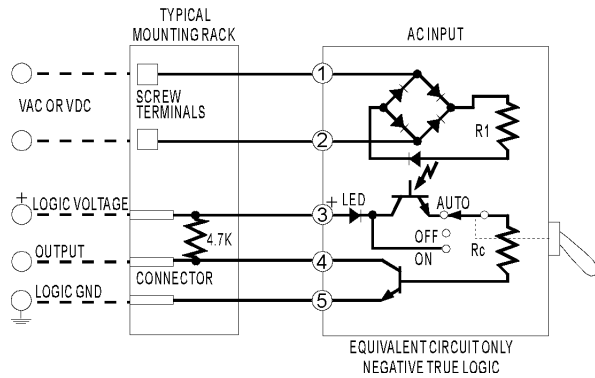 TYPICAL
MOUNTING RACK
AC INPUT
1
VAC OR VDC
SCREW
TERMINALS
R1
2
+
LOGIC VOLTAGE
3
+ LED
AUTO
4.7K
OFF
ON
Rc
OUTPUT
4
CONNECTOR
LOGIC GND
5
EQUIVALENT CIRCUIT ONLY
NEGATIVE TRUE LOGIC